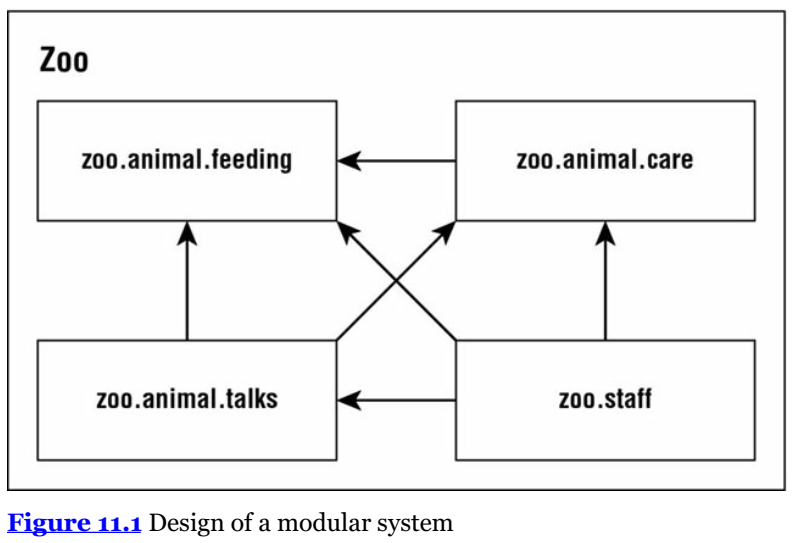 Zoo
zoo.animal.feeding
zoo.animal.care
zoo.animal.talks
zoo.staff
Figure 11.1 Design of a modular system